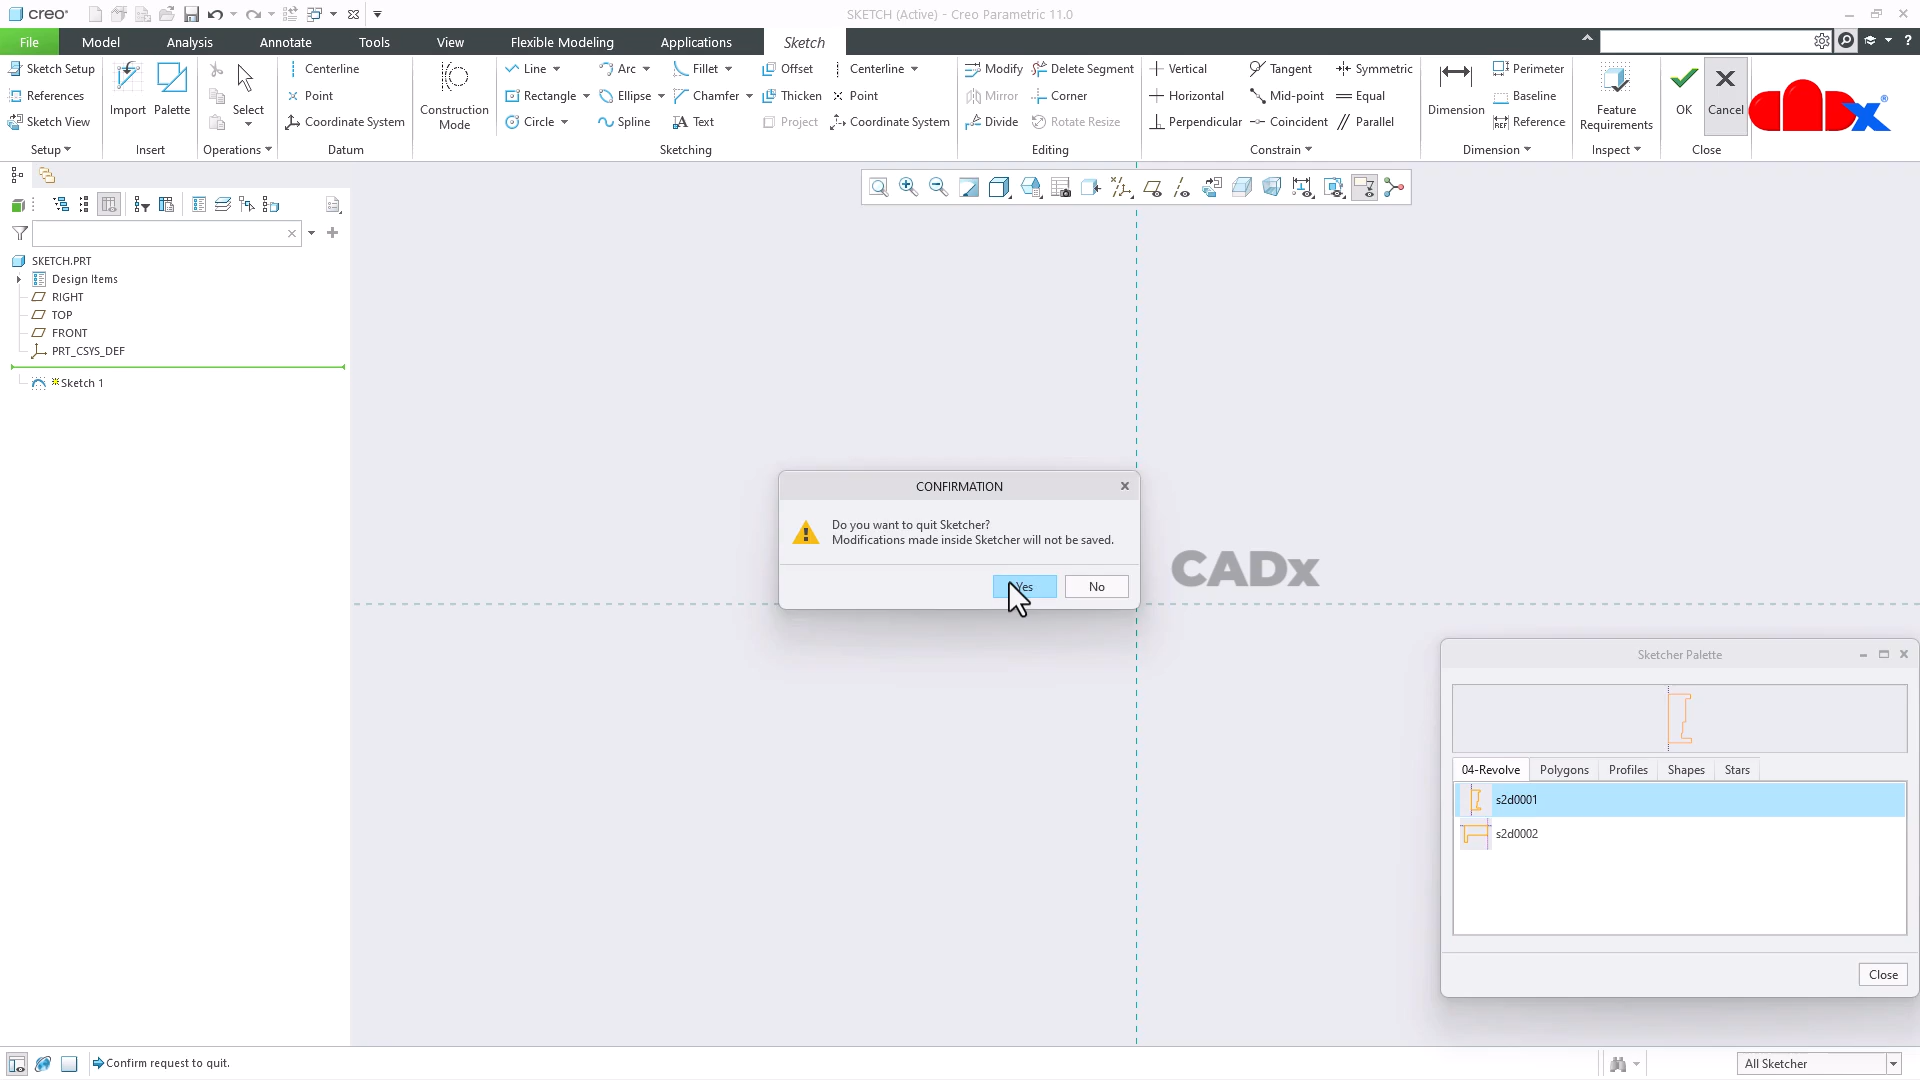 creo
SKETCH (Active) - Creo Parametric 11.0
File Model Analysis Annotate Tools View Flexible Modeling Applications Sketch
Sketch Setup
References
Sketch View
Setup
Import Palette
Insert
Select
Operations
Centerline
Point
Coordinate System
Datum
Construction
Mode
Line Arc Fillet Offset Centerline
Rectangle Ellipse Chamfer Thicken Point
Circle Spline Text Project Coordinate System
Sketching
Modify Delete Segment
Mirror Corner
Divide Rotate Resize
Editing
Vertical Tangent Symmetric
Horizontal Mid-point Equal
Perpendicular Coincident Parallel
Constrain
Dimension
Perimeter
Baseline
Reference
Dimension
Feature
Requirements
Inspect
OK Cancel
Close
CADx
SKETCH.PRT
Design Items
RIGHT
TOP
FRONT
PRT_CSYS_DEF
Sketch 1
CONFIRMATION
Do you want to quit Sketcher?
Modifications made inside Sketcher will not be saved.
Yes No
CADx
Sketcher Palette
04-Revolve Polygons Profiles Shapes Stars
s2d0001
s2d0002
Close
Confirm request to quit.
All Sketcher